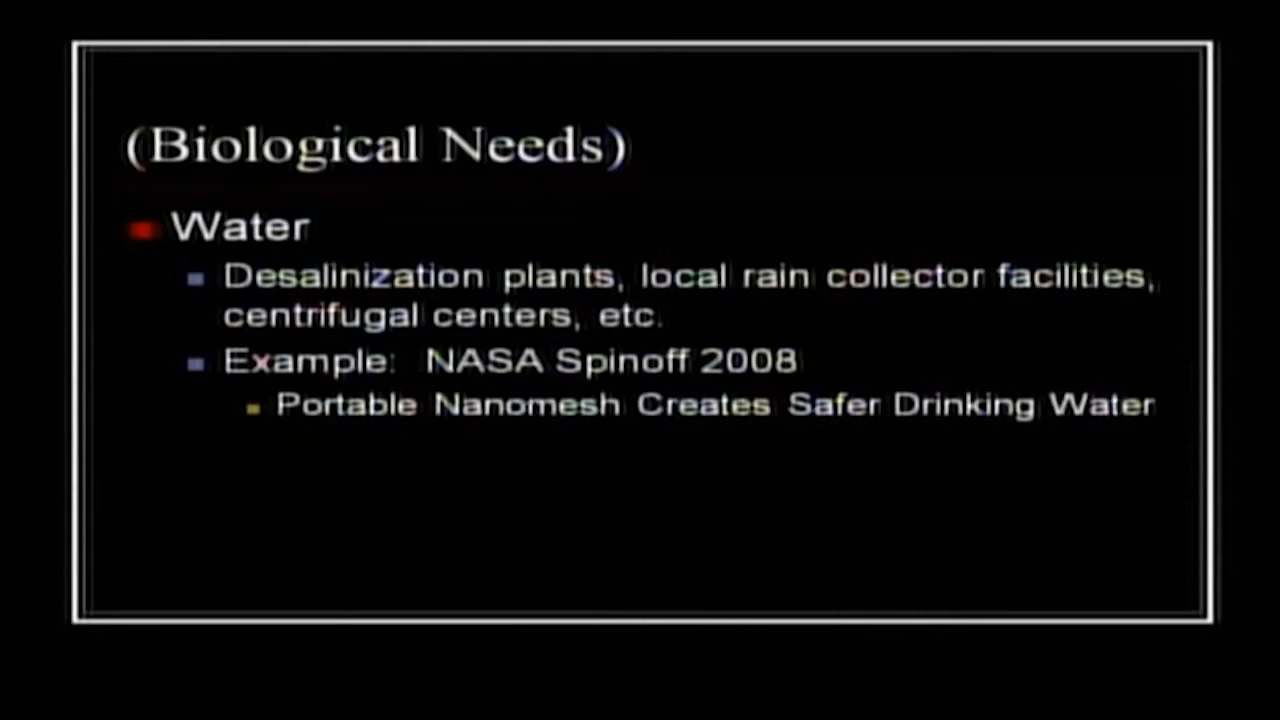 (Biological Needs)
Water
Desalinization plants, local rain collector facilities,
centrifugal centers, etc.
Example: NASA Spinoff 2008
Portable Nanomesh Creates Safer Drinking Water